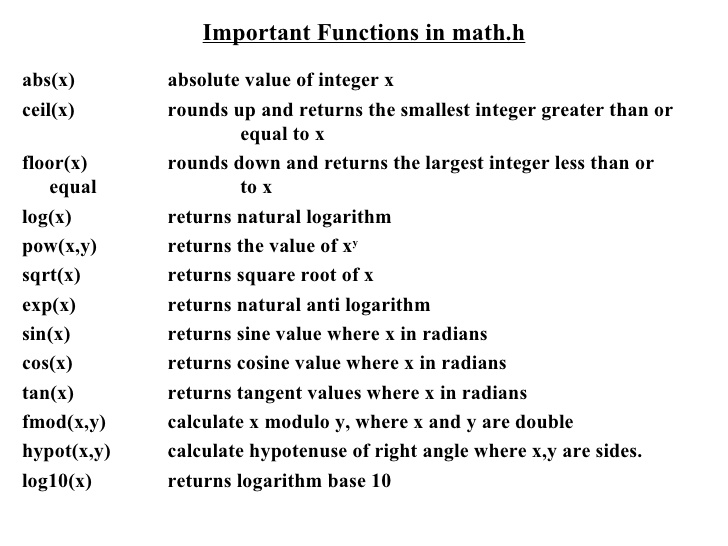 Important Functions in math.h
abs(x) absolute value of integer x
ceil(x) rounds up and returns the smallest integer greater than or
equal to x
floor(x) rounds down and returns the largest integer less than or
equal to x
log(x) returns natural logarithm
pow(x,y) returns the value of xʸ
sqrt(x) returns square root of x
exp(x) returns natural anti logarithm
sin(x) returns sine value where x in radians
cos(x) returns cosine value where x in radians
tan(x) returns tangent values where x in radians
fmod(x,y) calculate x modulo y, where x and y are double
hypot(x,y) calculate hypotenuse of right angle where x,y are sides.
log10(x) returns logarithm base 10